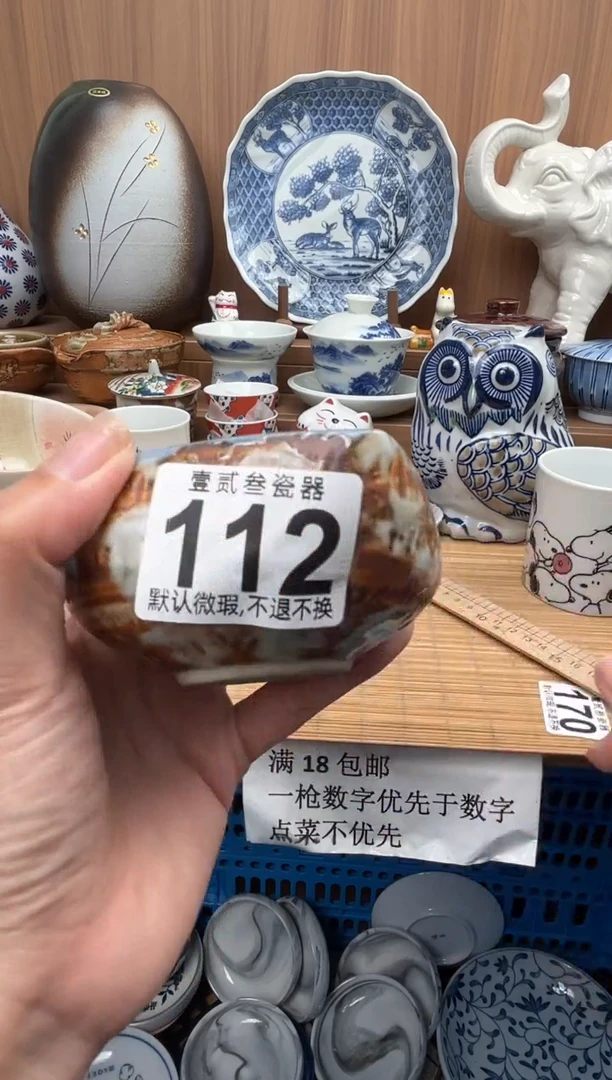 壹贰叁瓷器
112
默认微瑕,不退不换
170
满 18 包邮
一枪数字优先于数字
点菜不优先